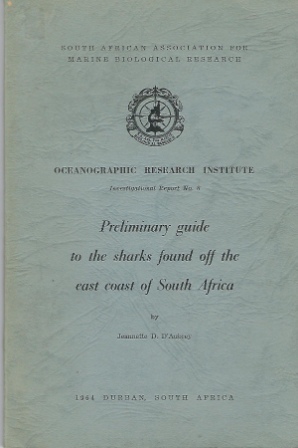 SOUTH AFRICAN ASSOCIATION FOR
MARINE BIOLOGICAL RESEARCH
OCEANOGRAPHIC RESEARCH INSTITUTE
Investigational Report No.
Preliminary guide
to the sharks found off the
east coast of South Africa
by
Jeannette D. D'Aubrey
1964 DURBAN, SOUTH AFRICA